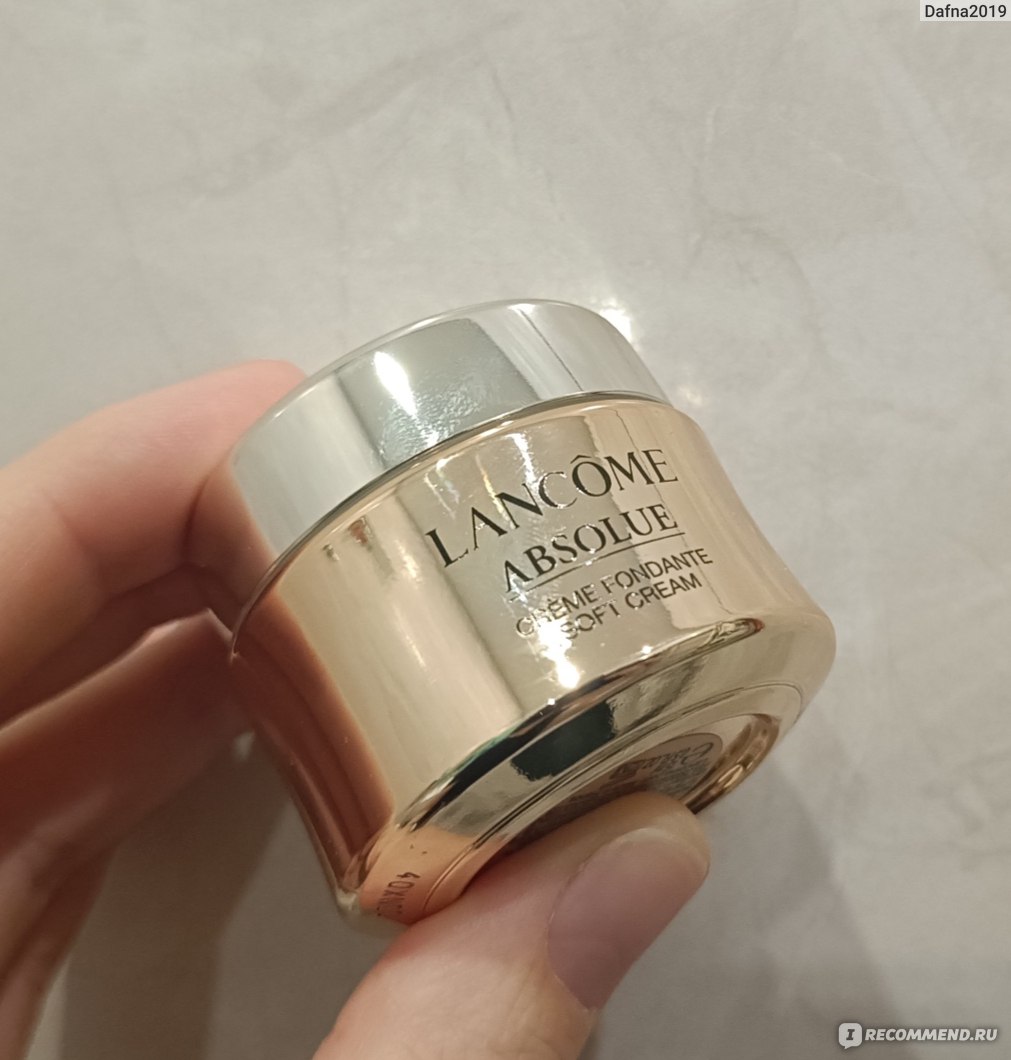 Dafna2019
LANCÔME
ABSOLUE
CRÈME FONDANTE
SOFT CREAM
RECOMMEND.RU